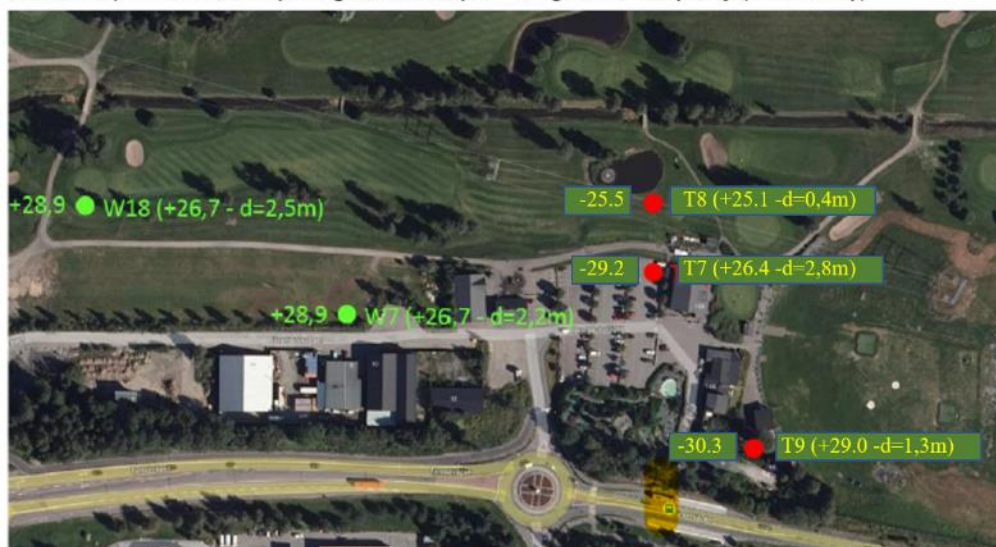 -25.5 T8 (+25.1 -d=0,4m)
+28,9 W18 (+26,7 - d=2,5m)
-29.2 T7 (+26.4 -d=2,8m)
+28,9 W7 (+26,7 - d=2,2m)
-30.3 T9 (+29.0 -d=1,3m)